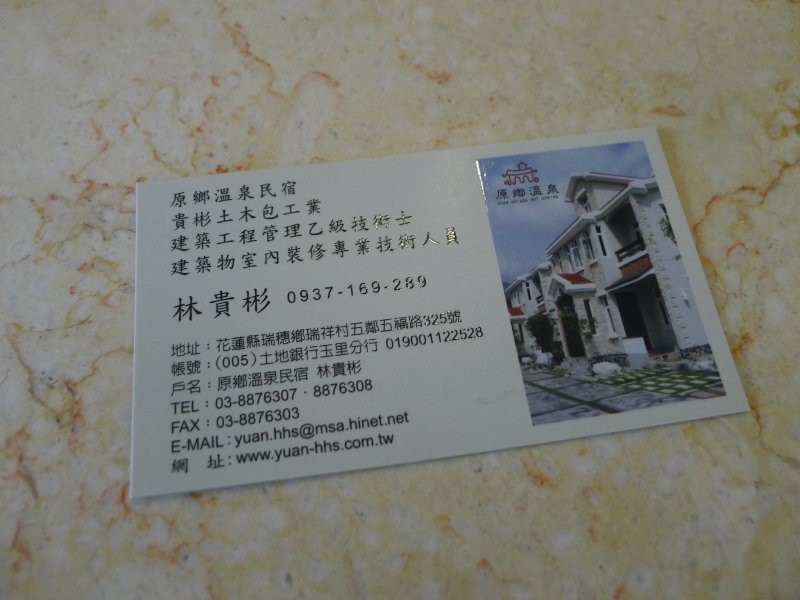 原鄉溫泉民宿
貴彬土木包工業
建築工程管理乙級技術士
建築物室內裝修專業技術人員
林貴彬 0937-169-289
地址：花蓮縣瑞穗鄉瑞祥村五鄰五福路325號
帳號：(005)土地銀行玉里分行 019001122528
戶名：原鄉溫泉民宿 林貴彬
TEL：03-8876307．8876308
FAX：03-8876303
E-MAIL：yuan.hhs@msa.hinet.net
網 址：www.yuan-hhs.com.tw
原鄉溫泉
YUAN HSIANG HOT SPRING